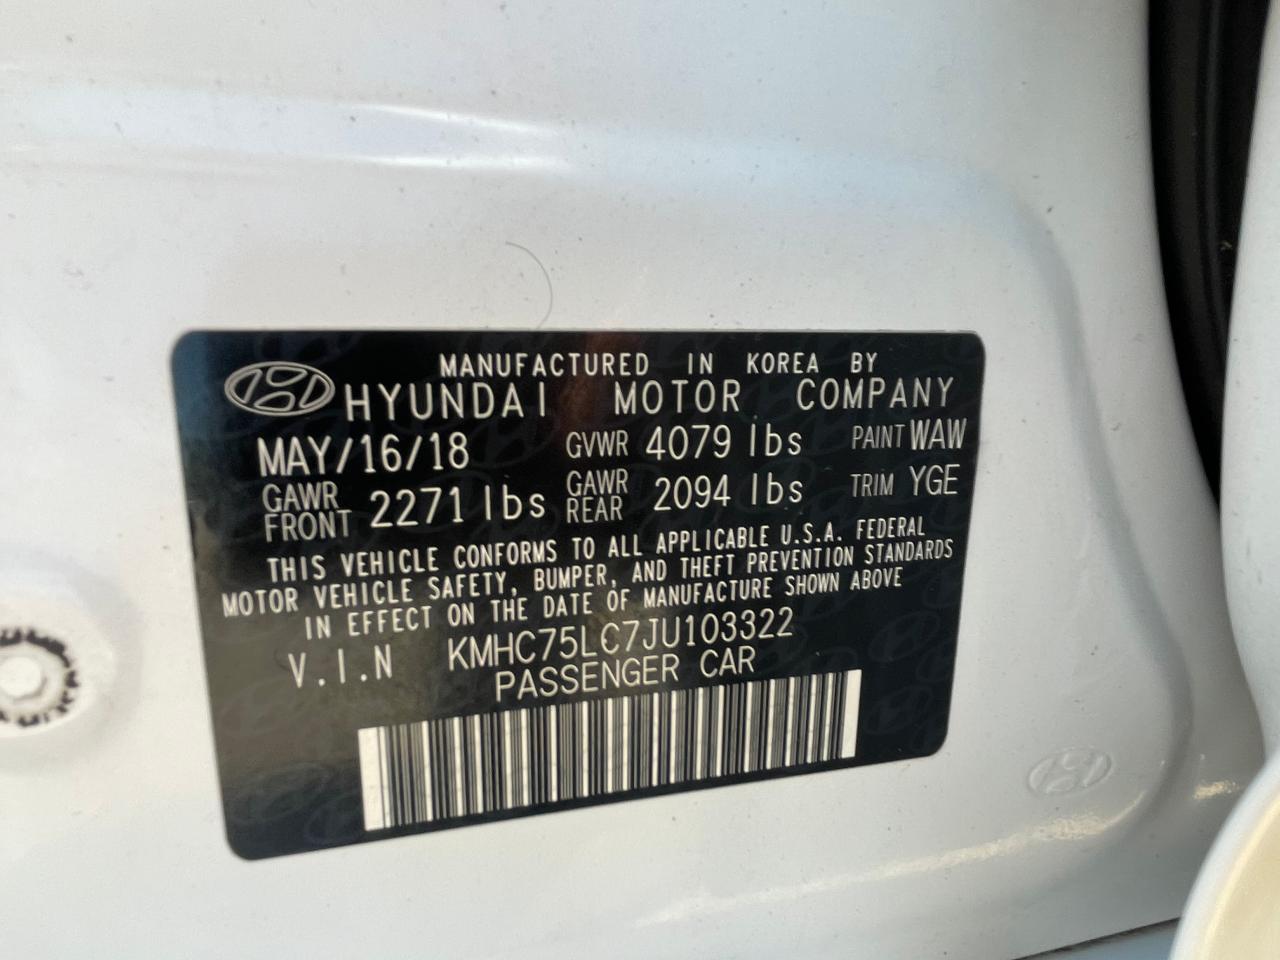 MANUFACTURED IN KOREA BY
HYUNDAI MOTOR COMPANY
MAY/16/18 GVWR 4079 lbs PAINT WAW
GAWR FRONT 2271 lbs GAWR REAR 2094 lbs TRIM YGE
THIS VEHICLE CONFORMS TO ALL APPLICABLE U.S.A. FEDERAL
MOTOR VEHICLE SAFETY, BUMPER, AND THEFT PREVENTION STANDARDS
IN EFFECT ON THE DATE OF MANUFACTURE SHOWN ABOVE
V.I.N KMHC75LC7JU103322
PASSENGER CAR